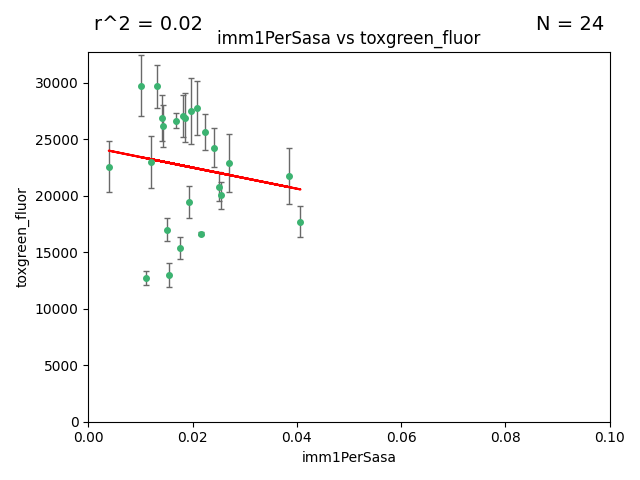 r^2 = 0.02
N = 24
imm1PerSasa vs toxgreen_fluor
30000
25000
20000
15000
10000
5000
0
toxgreen_fluor
0.00
0.02
0.04
0.06
0.08
0.10
imm1PerSasa